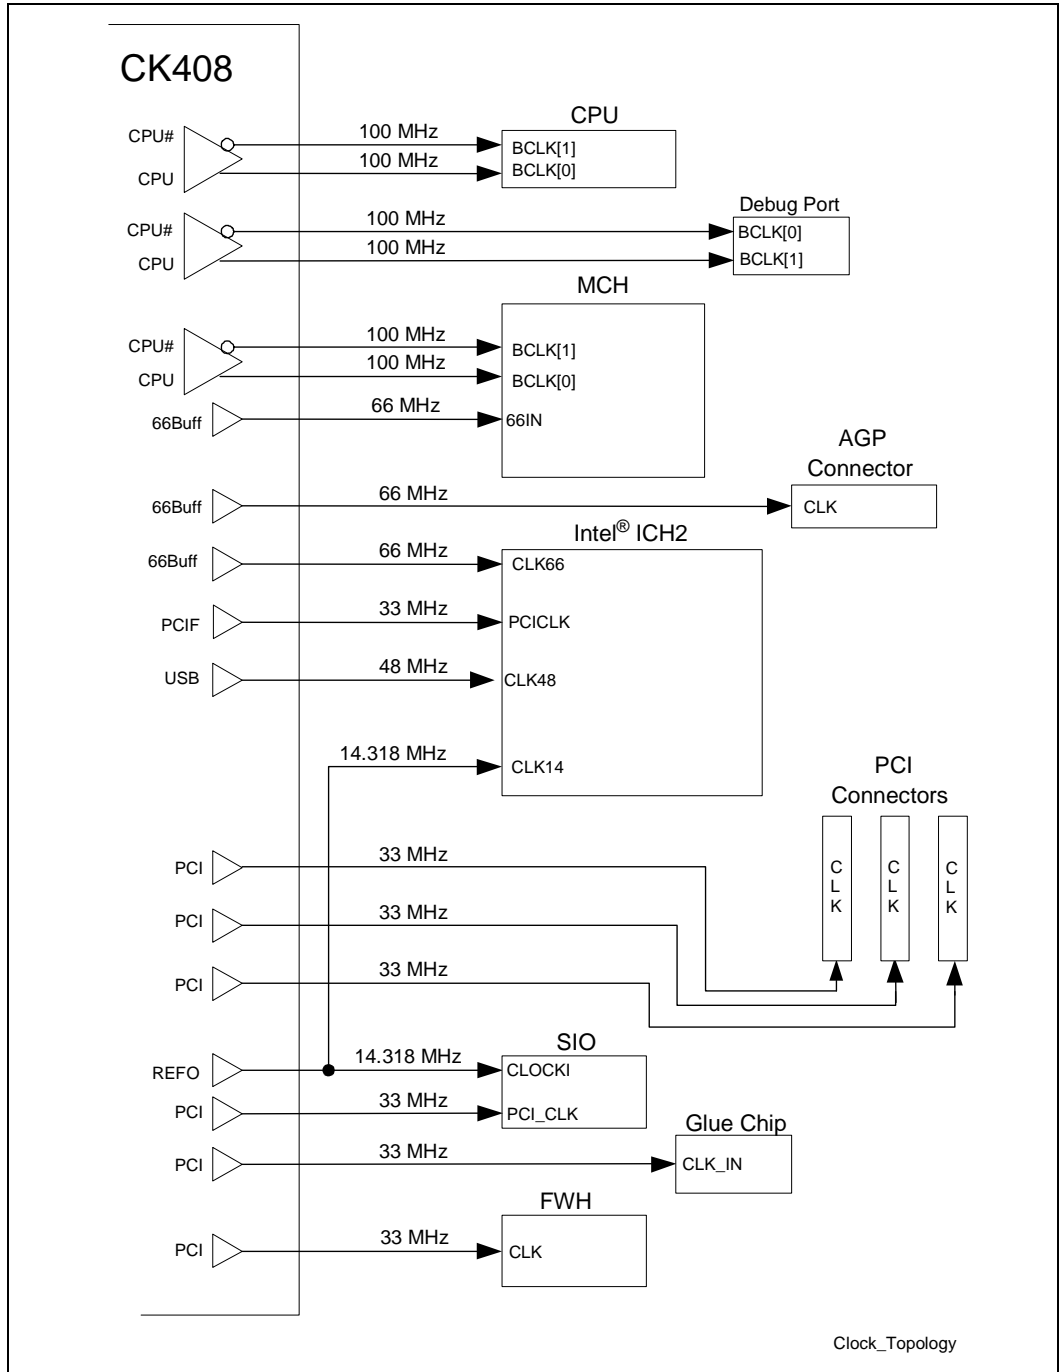 CK408
CPU
CPU# 100 MHz BCLK[1]
CPU 100 MHz BCLK[0]
Debug Port
CPU# 100 MHz BCLK[0]
CPU 100 MHz BCLK[1]
MCH
CPU# 100 MHz BCLK[1]
CPU 100 MHz BCLK[0]
66Buff 66 MHz 66IN
AGP
Connector
66Buff 66 MHz CLK
Intel® ICH2
66Buff 66 MHz CLK66
PCIF 33 MHz PCICLK
USB 48 MHz CLK48
14.318 MHz CLK14
PCI
Connectors
CLK CLK CLK
PCI 33 MHz
PCI 33 MHz
PCI 33 MHz
SIO
REFO 14.318 MHz CLOCKI
PCI 33 MHz PCI_CLK
Glue Chip
PCI 33 MHz CLK_IN
FWH
PCI 33 MHz CLK
Clock_Topology